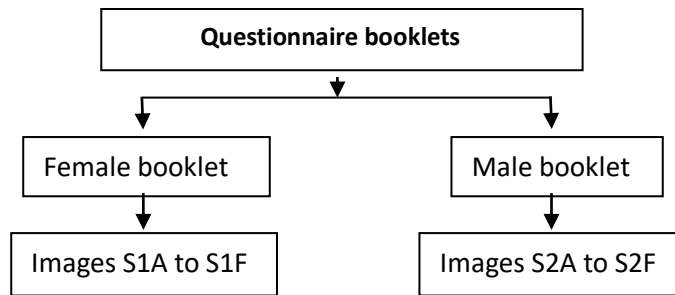 Questionnaire booklets
Female booklet
Male booklet
Images S1A to S1F
Images S2A to S2F